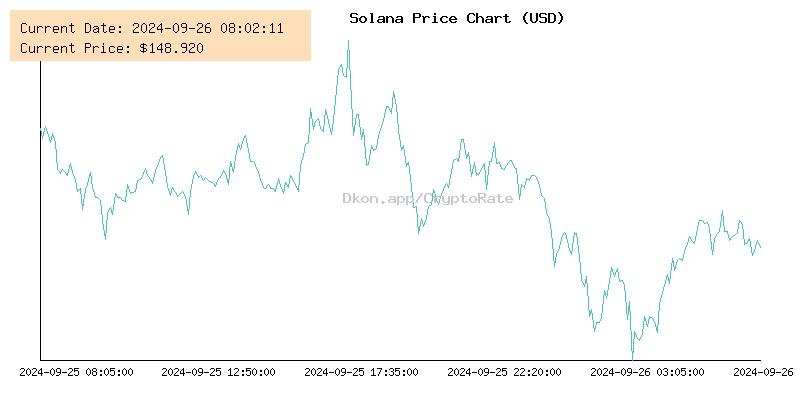 Solana Price Chart (USD)
Current Date: 2024-09-26 08:02:11
Current Price: $148.920
Dkon.app/CryptoRate
2024-09-25 08:05:00 2024-09-25 12:50:00 2024-09-25 17:35:00 2024-09-25 22:20:00 2024-09-26 03:05:00 2024-09-26